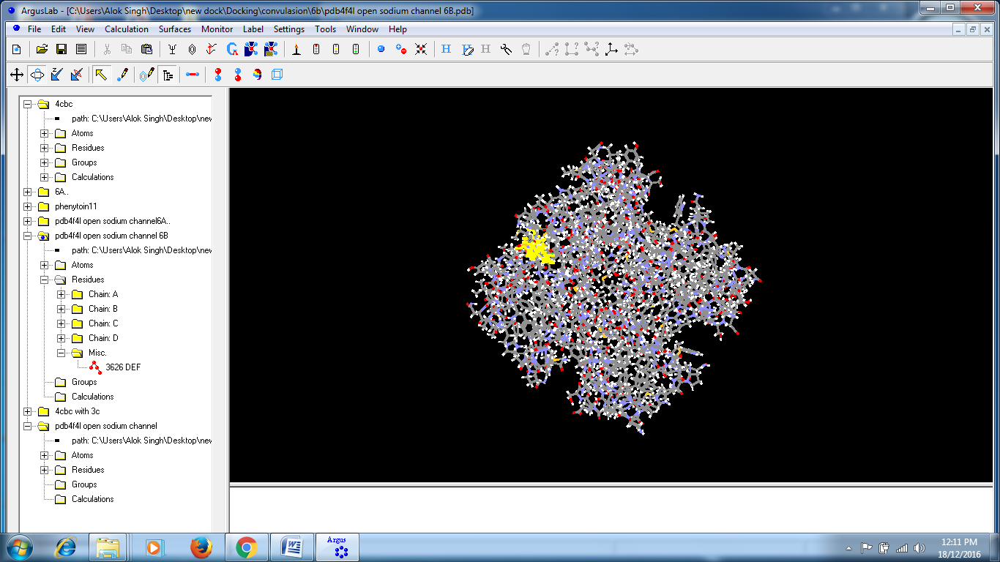 ArgusLab - [C:\Users\Alok Singh\Desktop\new dock\Docking\convulasion\6b\pdb4f4l open sodium channel 6B.pdb]
File Edit View Calculation Surfaces Monitor Label Settings Tools Window Help
4cbc
path: C:\Users\Alok Singh\Desktop\new
Atoms
Residues
Groups
Calculations
6A..
phenytoin11
pdb4f4l open sodium channel6A..
pdb4f4l open sodium channel 6B
path: C:\Users\Alok Singh\Desktop\new
Atoms
Residues
Chain: A
Chain: B
Chain: C
Chain: D
Misc.
3626 DEF
Groups
Calculations
4cbc with 3c
pdb4f4l open sodium channel
path: C:\Users\Alok Singh\Desktop\new
Atoms
Residues
Groups
Calculations
Argus
12:11 PM
18/12/2016